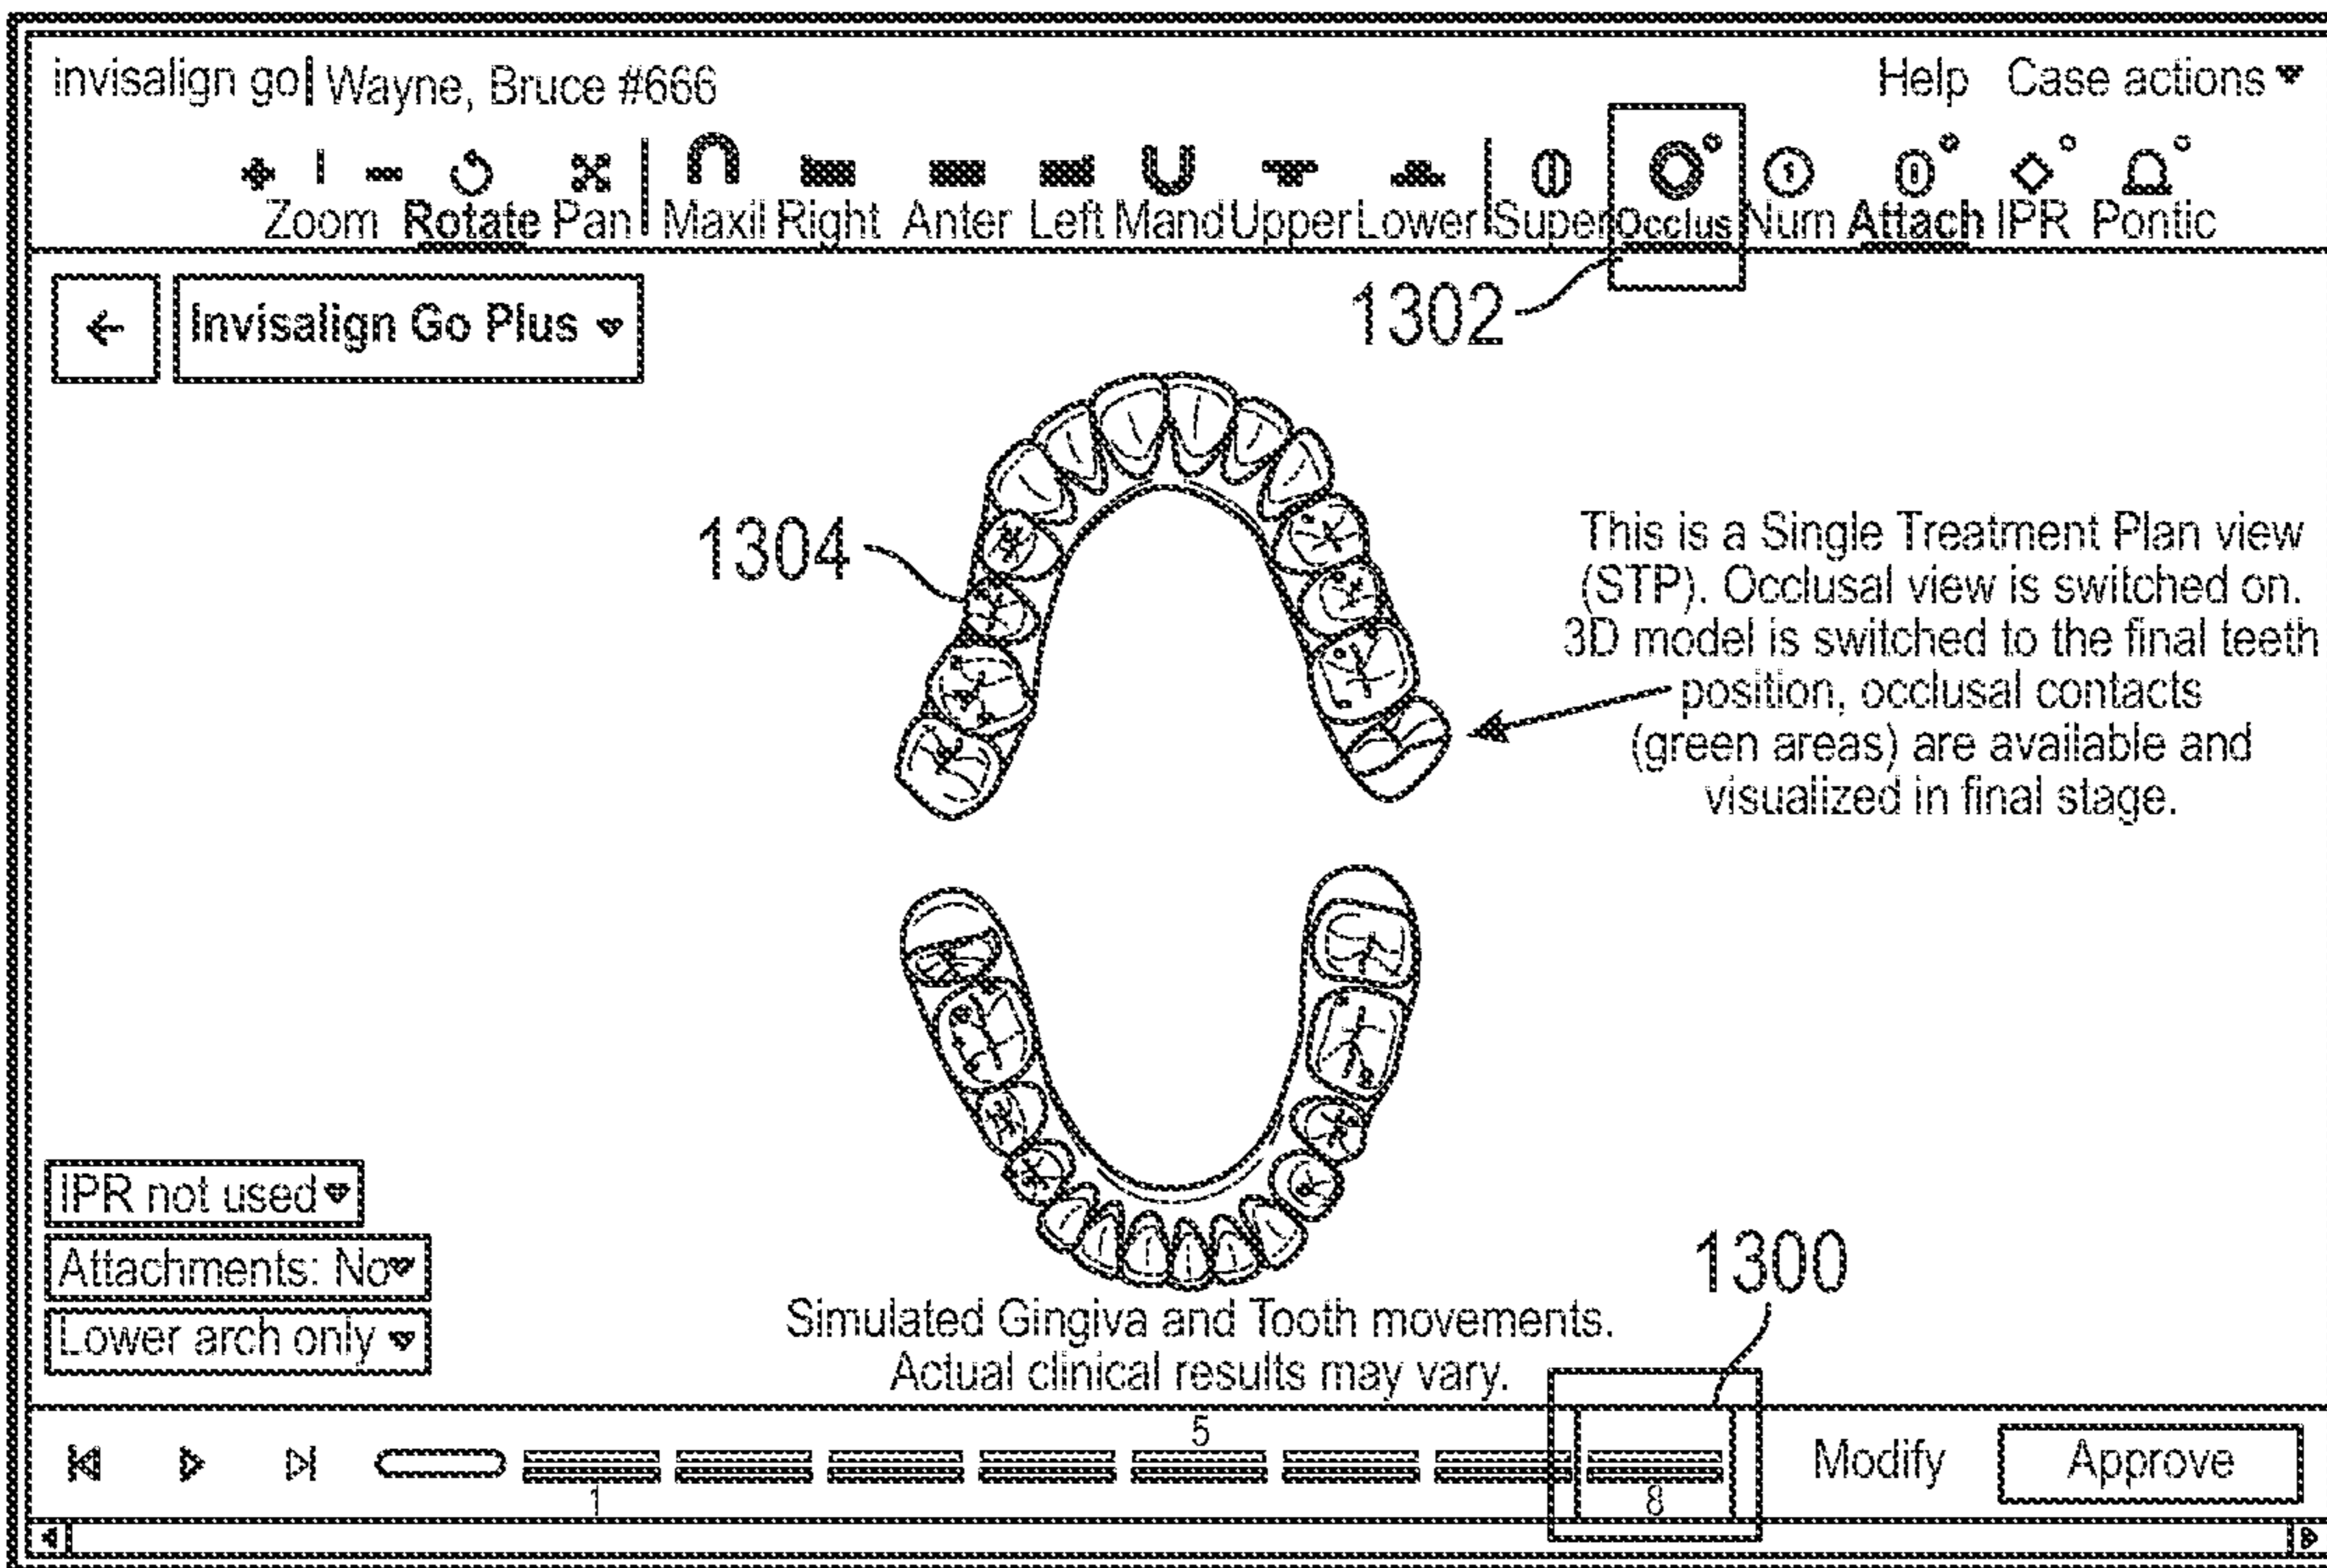 invisalign go| Wayne, Bruce #666
Help Case actions
Zoom Rotate Pan Maxil Right Anter Left Mand Upper Lower Super Occlus Num Attach IPR Pontic
1302
Invisalign Go Plus
1304
This is a Single Treatment Plan view
(STP). Occlusal view is switched on.
3D model is switched to the final teeth
position, occlusal contacts
(green areas) are available and
visualized in final stage.
IPR not used
Attachments: No
Lower arch only
1300
Simulated Gingiva and Tooth movements.
Actual clinical results may vary.
5
1
8
Modify
Approve